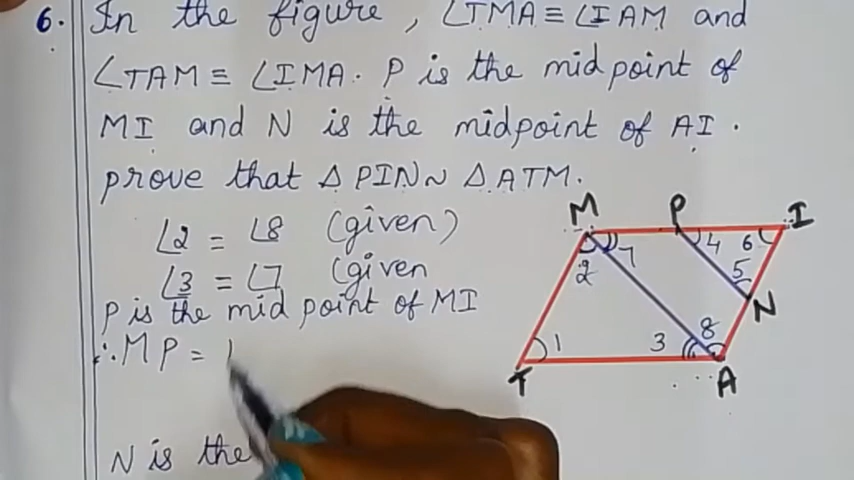 6. In the figure, ∠TMA ≡ ∠IAM and
∠TAM ≡ ∠IMA. P is the midpoint of
MI and N is the midpoint of AI.
prove that Δ PIN ~ Δ ATM.
∠2 = ∠8 (given)
∠3 = ∠7 (given
P is the mid point of MI
∴ MP =
N is the
M P I
2 7 4 6
5
N
1 3 8
T A